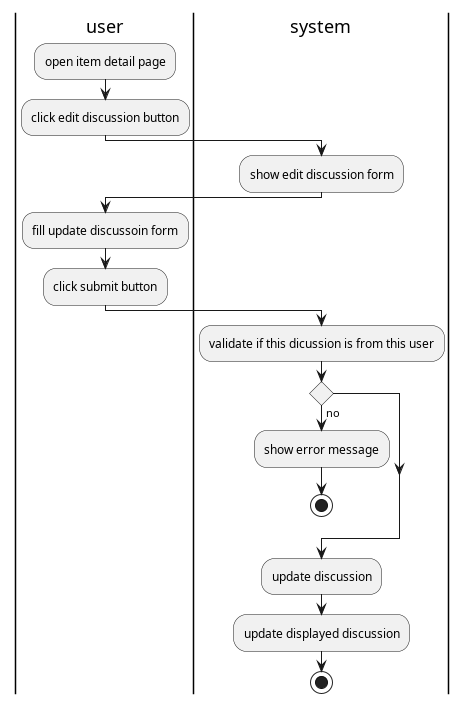 user
system
open item detail page
click edit discussion button
show edit discussion form
fill update discussoin form
click submit button
validate if this dicussion is from this user
no
show error message
update discussion
update displayed discussion